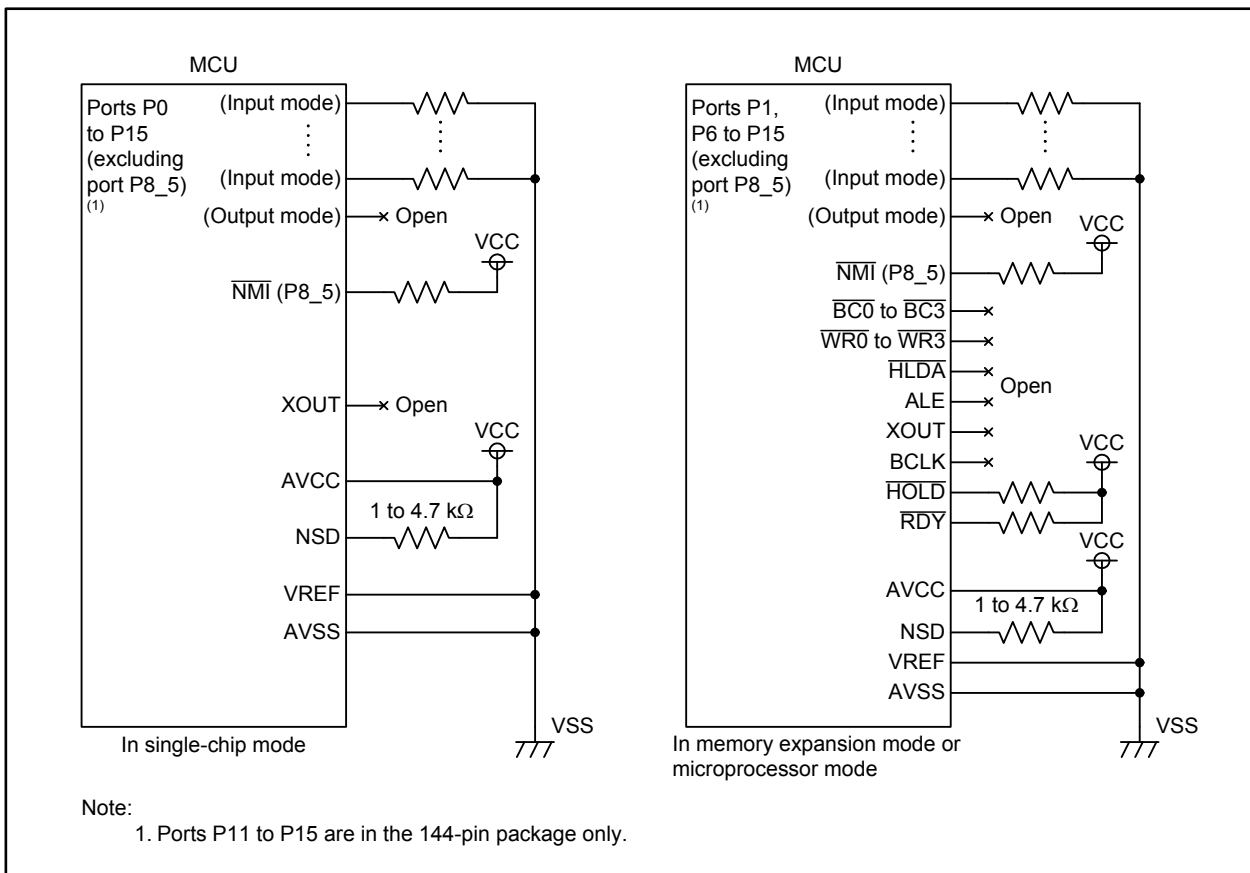 MCU
Ports P0
to P15
(excluding
port P8_5)
(1)
(Input mode)
(Input mode)
(Output mode)
Open
VCC
NMI (P8_5)
XOUT
Open
VCC
AVCC
1 to 4.7 kΩ
NSD
VREF
AVSS
VSS
In single-chip mode
MCU
Ports P1,
P6 to P15
(excluding
port P8_5)
(1)
(Input mode)
(Input mode)
(Output mode)
Open
VCC
NMI (P8_5)
BC0 to BC3
WR0 to WR3
HLDA
Open
ALE
XOUT
VCC
BCLK
HOLD
RDY
VCC
AVCC
1 to 4.7 kΩ
NSD
VREF
AVSS
VSS
In memory expansion mode or
microprocessor mode
Note:
1. Ports P11 to P15 are in the 144-pin package only.